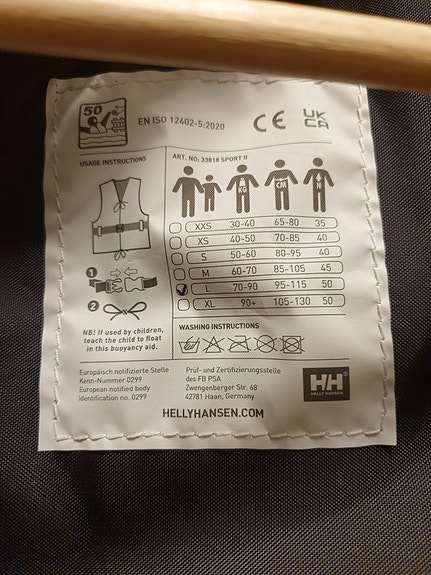 50
EN ISO 12402-5:2020
CE UK CA
USAGE INSTRUCTIONS
1
2
NB! If used by children,
teach the child to float
in this buoyancy aid.
ART. NO: 33818 SPORT II
KG CM N
XXS 30-40 65-80 35
XS 40-50 70-85 40
S 50-60 80-95 40
M 60-70 85-105 45
L 70-90 95-115 50
XL 90+ 105-130 50
WASHING INSTRUCTIONS
Europäisch notifizierte Stelle
Kenn-Nummer 0299
European notified body
Identification no. 0299
Prüf- und Zertifizierungsstelle
des FB PSA
Zwengenberger Str. 68
42781 Haan, Germany
HH
HELLY HANSEN
HELLYHANSEN.COM